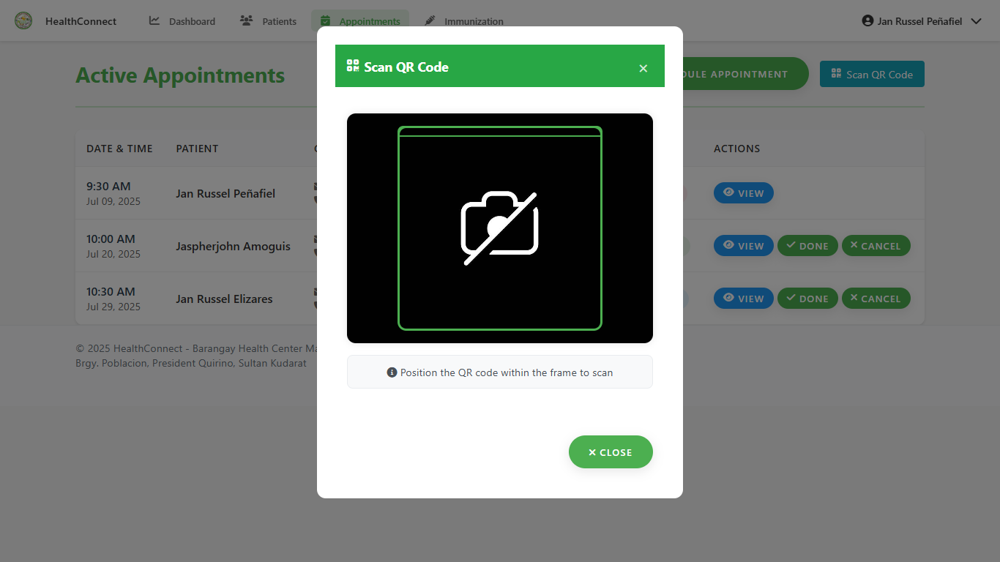 HealthConnect Dashboard Patients Appointments Immunization Jan Russel Peñafiel
Scan QR Code ×
Active Appointments
DULE APPOINTMENT Scan QR Code
DATE & TIME PATIENT ACTIONS
9:30 AM
Jul 09, 2025
Jan Russel Peñafiel
VIEW
10:00 AM
Jul 20, 2025
Jaspherjohn Amoguis
VIEW DONE CANCEL
10:30 AM
Jul 29, 2025
Jan Russel Elizares
VIEW DONE CANCEL
© 2025 HealthConnect - Barangay Health Center
Brgy. Poblacion, President Quirino, Sultan Kudarat
Position the QR code within the frame to scan
× CLOSE